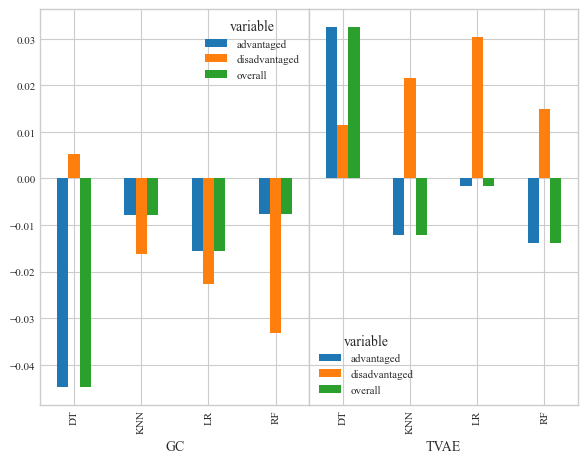 variable
advantaged
disadvantaged
overall
0.03
0.02
0.01
0.00
−0.01
−0.02
−0.03
−0.04
variable
advantaged
disadvantaged
overall
DT
KNN
LR
RF
DT
KNN
LR
RF
GC
TVAE